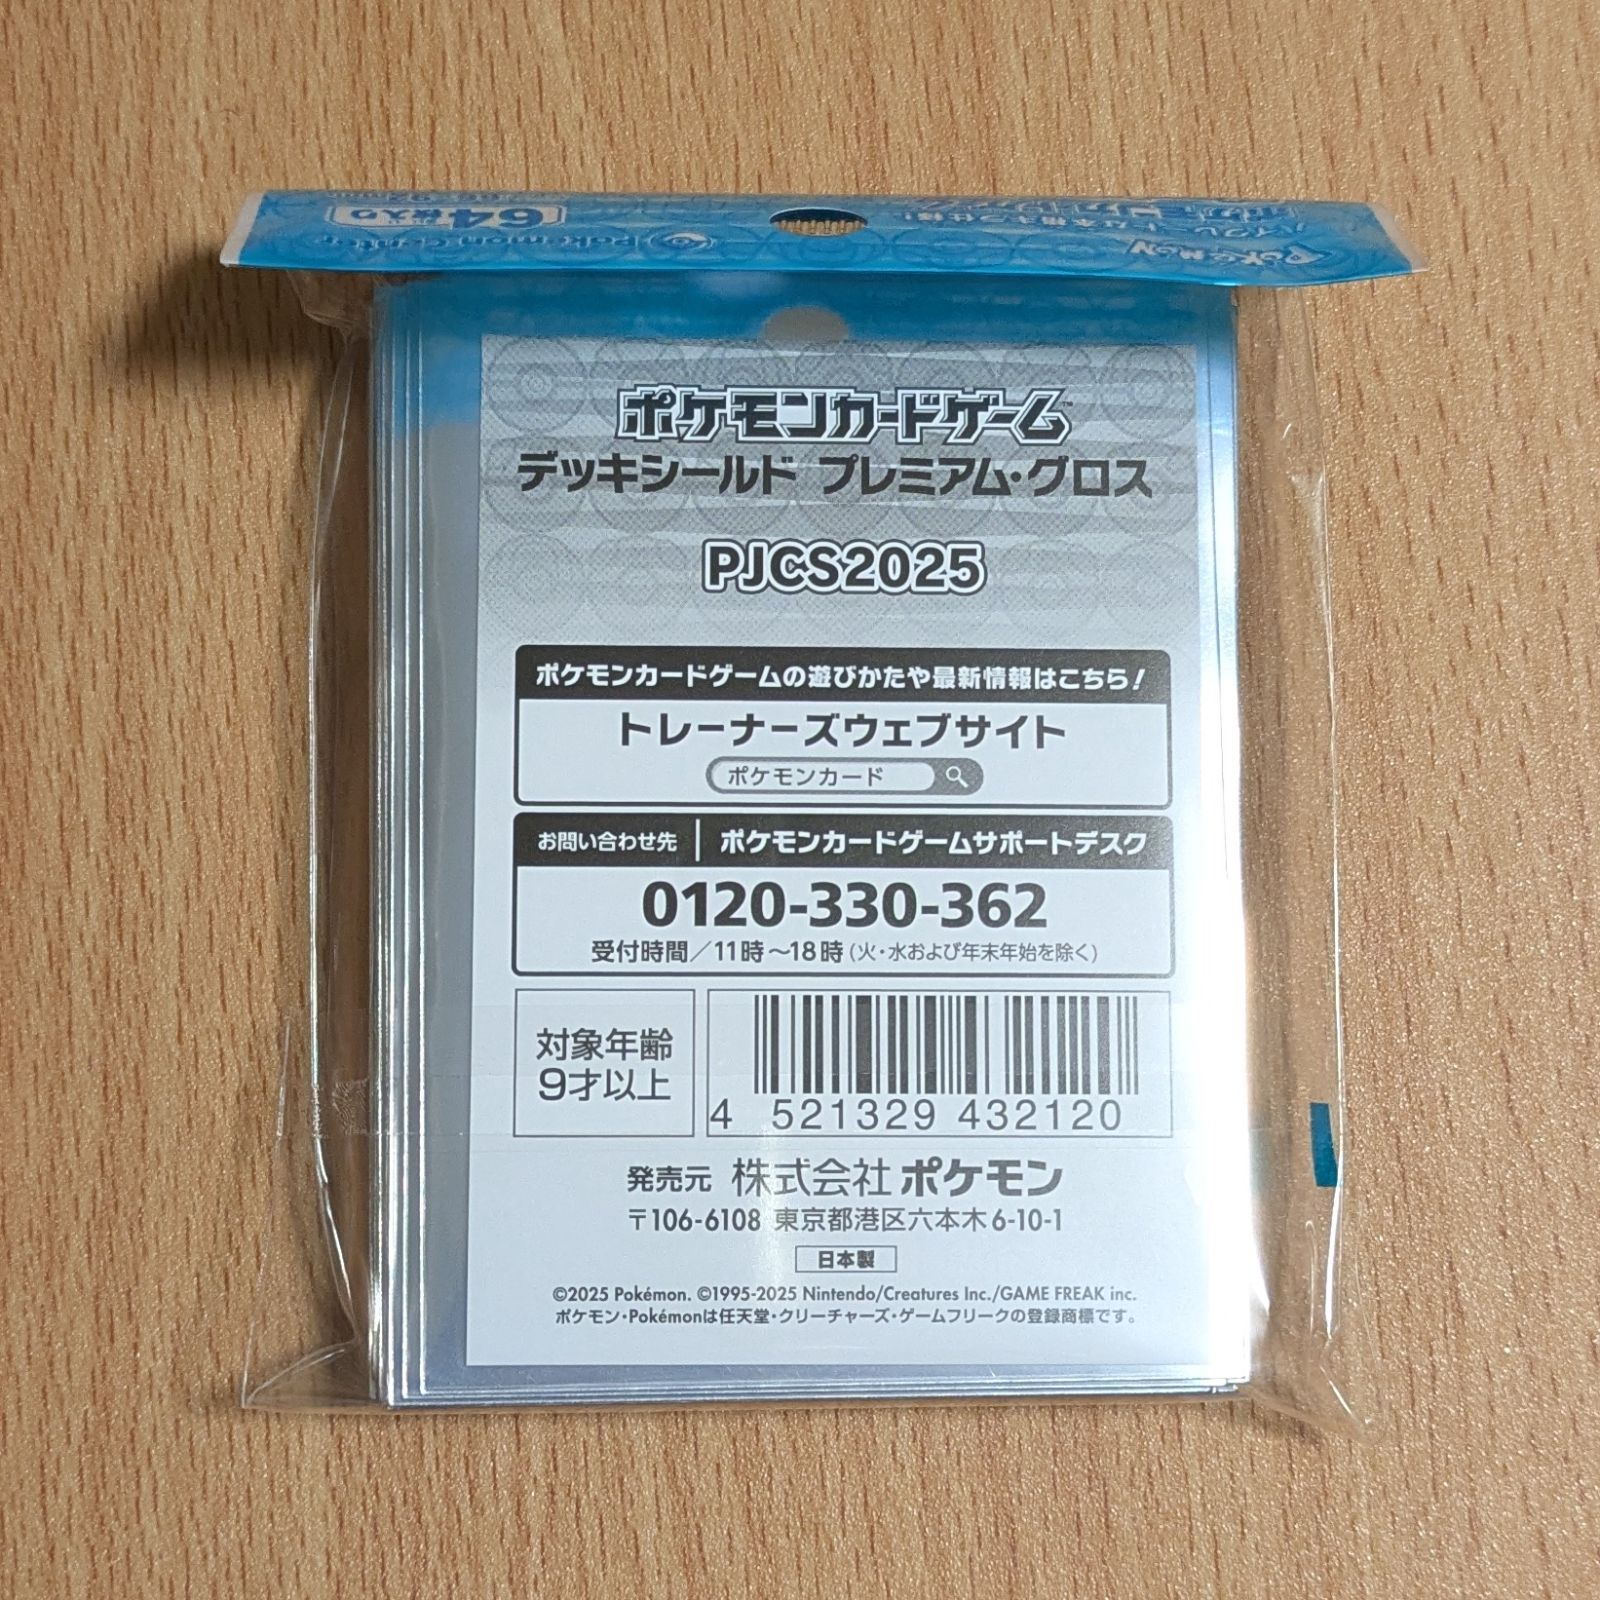 64枚入り
Pokémon Center
POKÉMON
ポケモンカードゲーム
デッキシールド プレミアム・グロス
PJCS2025
ポケモンカードゲームの遊びかたや最新情報はこちら!
トレーナーズウェブサイト
ポケモンカード
お問い合わせ先 ポケモンカードゲームサポートデスク
0120-330-362
受付時間/11時~18時(火・水および年末年始を除く)
対象年齢
9才以上
4 521329 432120
発売元 株式会社 ポケモン
〒106-6108 東京都港区六本木6-10-1
日本製
©2025 Pokémon. ©1995-2025 Nintendo/Creatures Inc./GAME FREAK inc.
ポケモン・Pokémonは任天堂・クリーチャーズ・ゲームフリークの登録商標です。